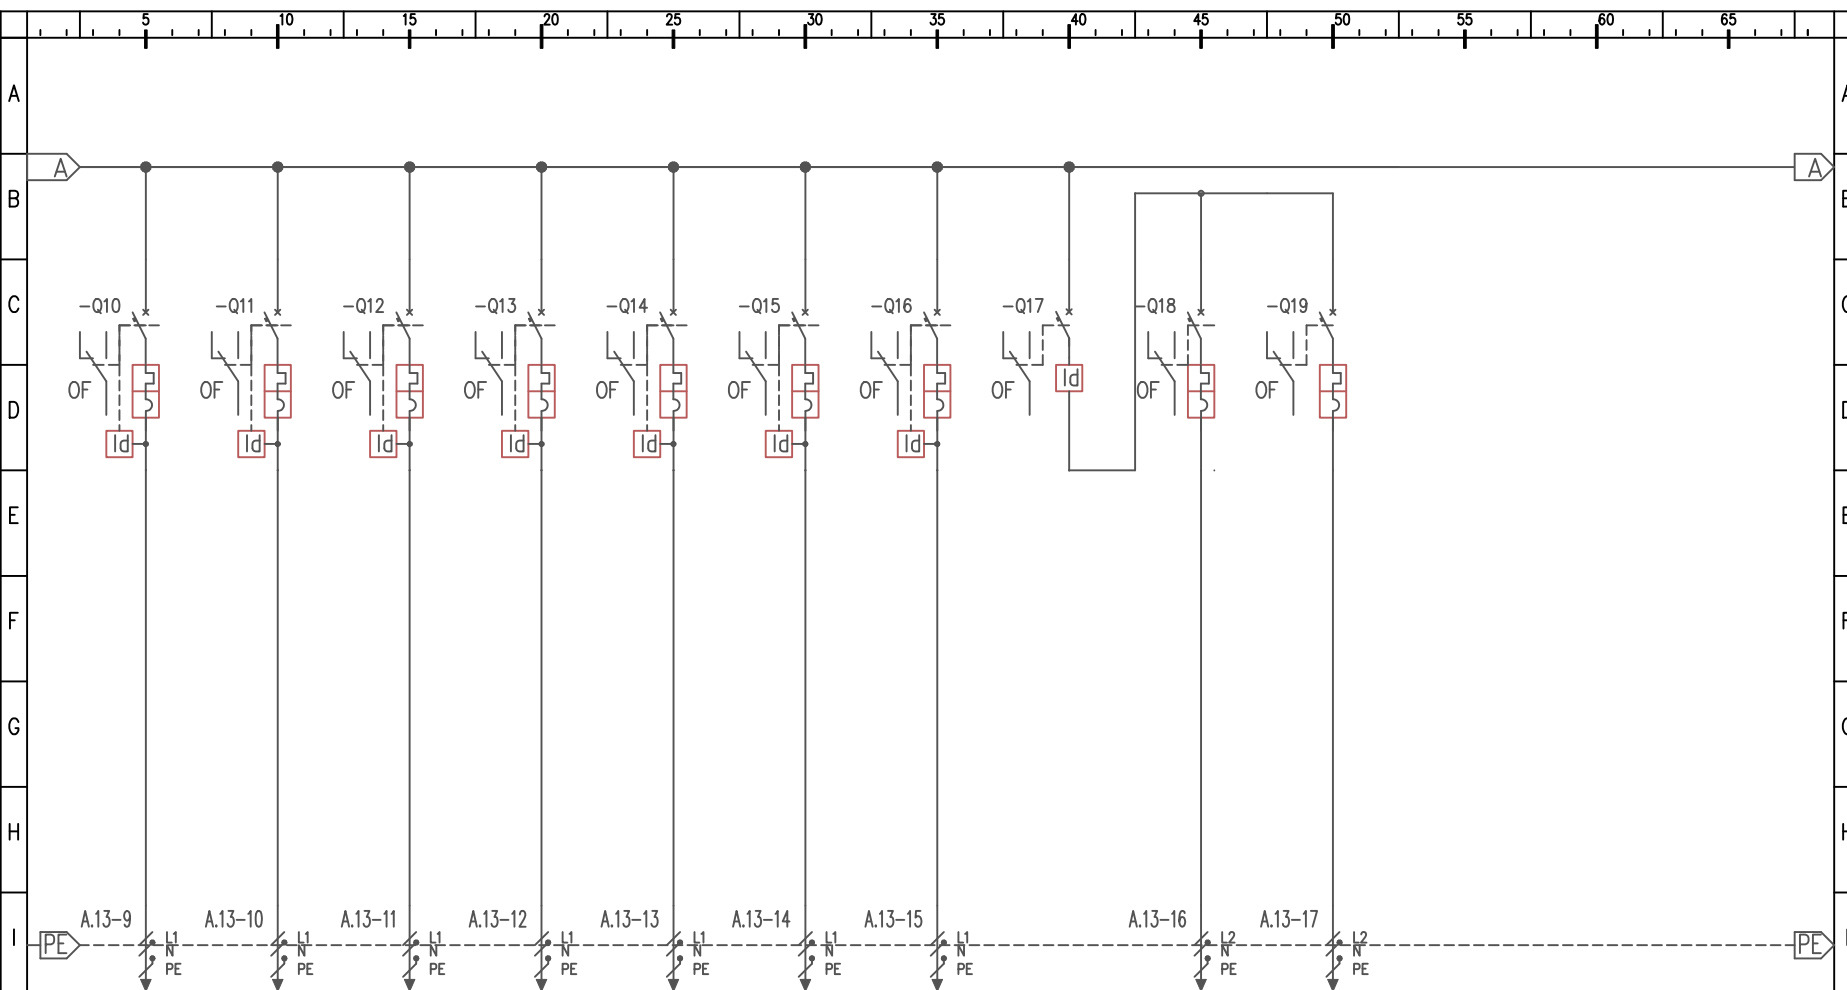 5 10 15 20 25 30 35 40 45 50 55 60 65
A A
A A
B B
-Q10 -Q11 -Q12 -Q13 -Q14 -Q15 -Q16 -Q17 -Q18 -Q19
C C
OF OF OF OF OF OF OF OF OF OF
Id
D D
Id Id Id Id Id Id Id
E E
F F
G G
H H
A.13-9 A.13-10 A.13-11 A.13-12 A.13-13 A.13-14 A.13-15 A.13-16 A.13-17
I
L1 L1 L1 L1 L1 L1 L1 L2 L2
PE PE
N N N N N N N N N
PE PE PE PE PE PE PE PE PE